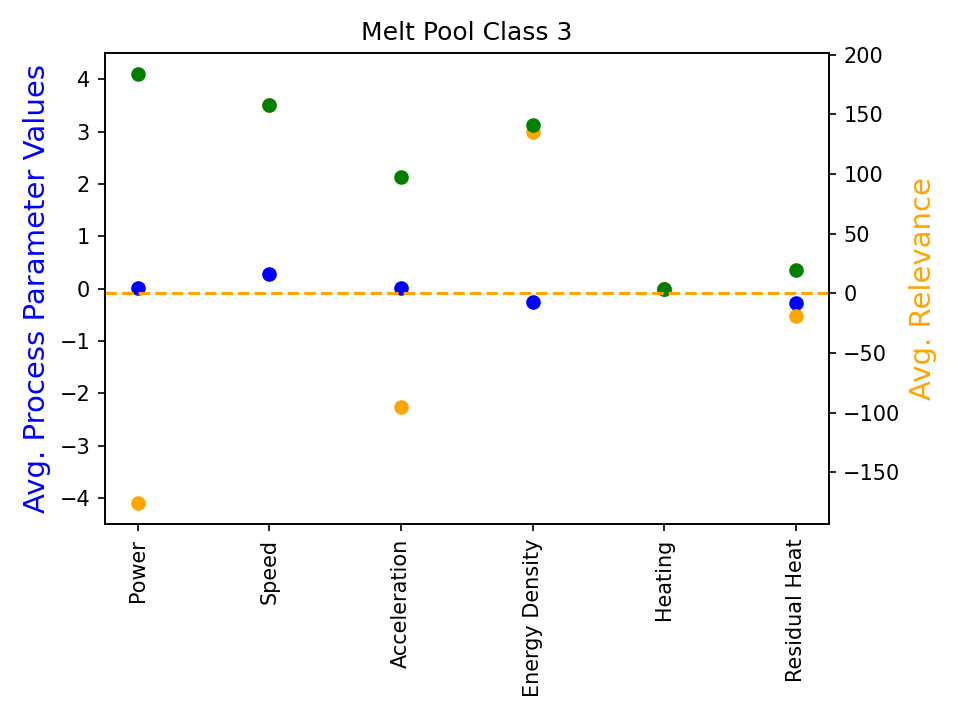 Melt Pool Class 3
Avg. Process Parameter Values
4
3
2
1
0
−1
−2
−3
−4
200
150
100
50
0
−50
−100
−150
Avg. Relevance
Power
Speed
Acceleration
Energy Density
Heating
Residual Heat